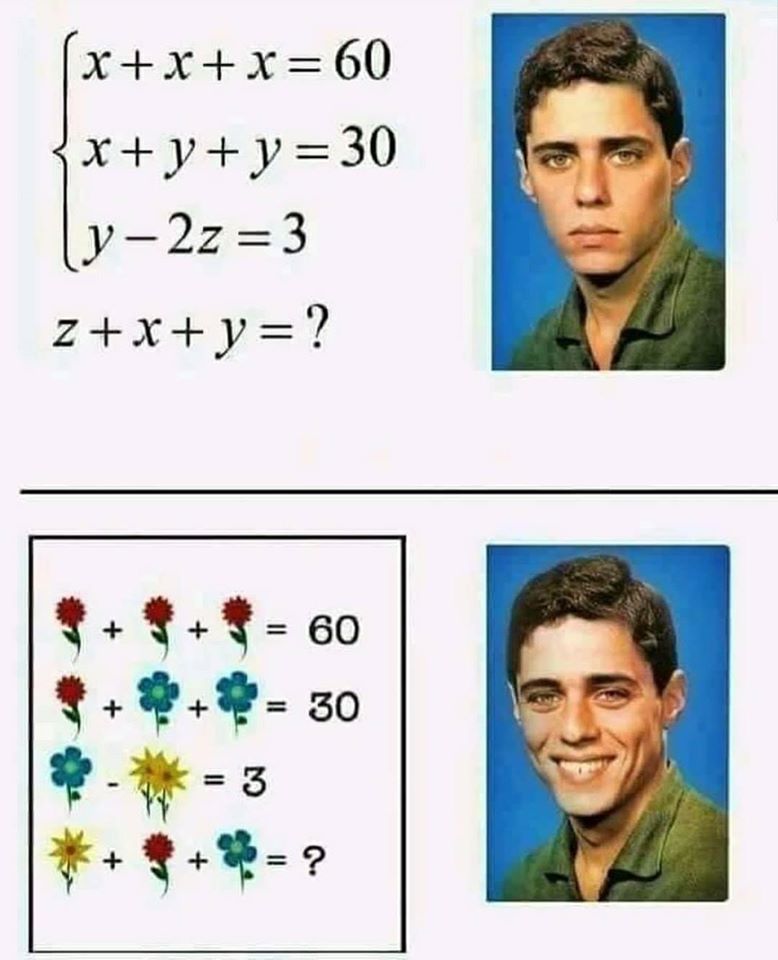 x + x + x = 60
x + y + y = 30
y − 2z = 3
z + x + y = ?
+ + = 60
+ + = 30
- = 3
+ + = ?